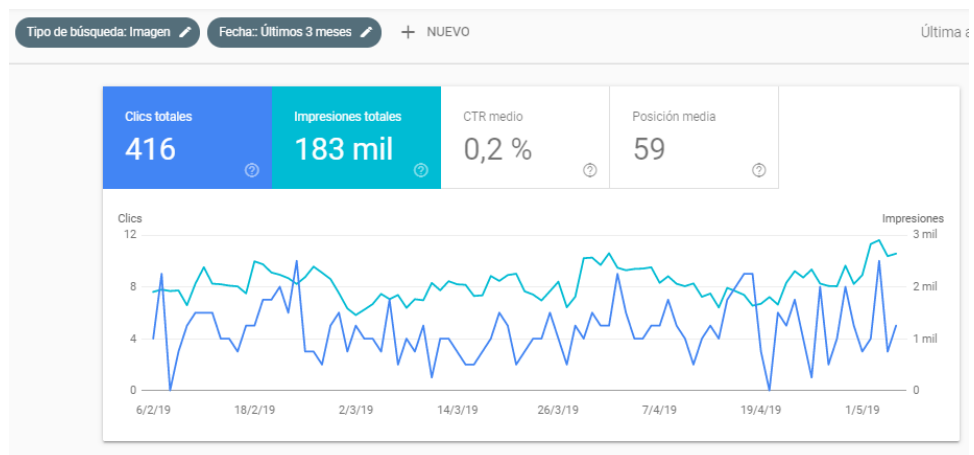 Tipo de búsqueda: Imagen Fecha:: Últimos 3 meses + NUEVO Última a
Clics totales Impresiones totales CTR medio Posición media
416 183 mil 0,2 % 59
Clics Impresiones
12 3 mil
8 2 mil
4 1 mil
0 0
6/2/19 18/2/19 2/3/19 14/3/19 26/3/19 7/4/19 19/4/19 1/5/19